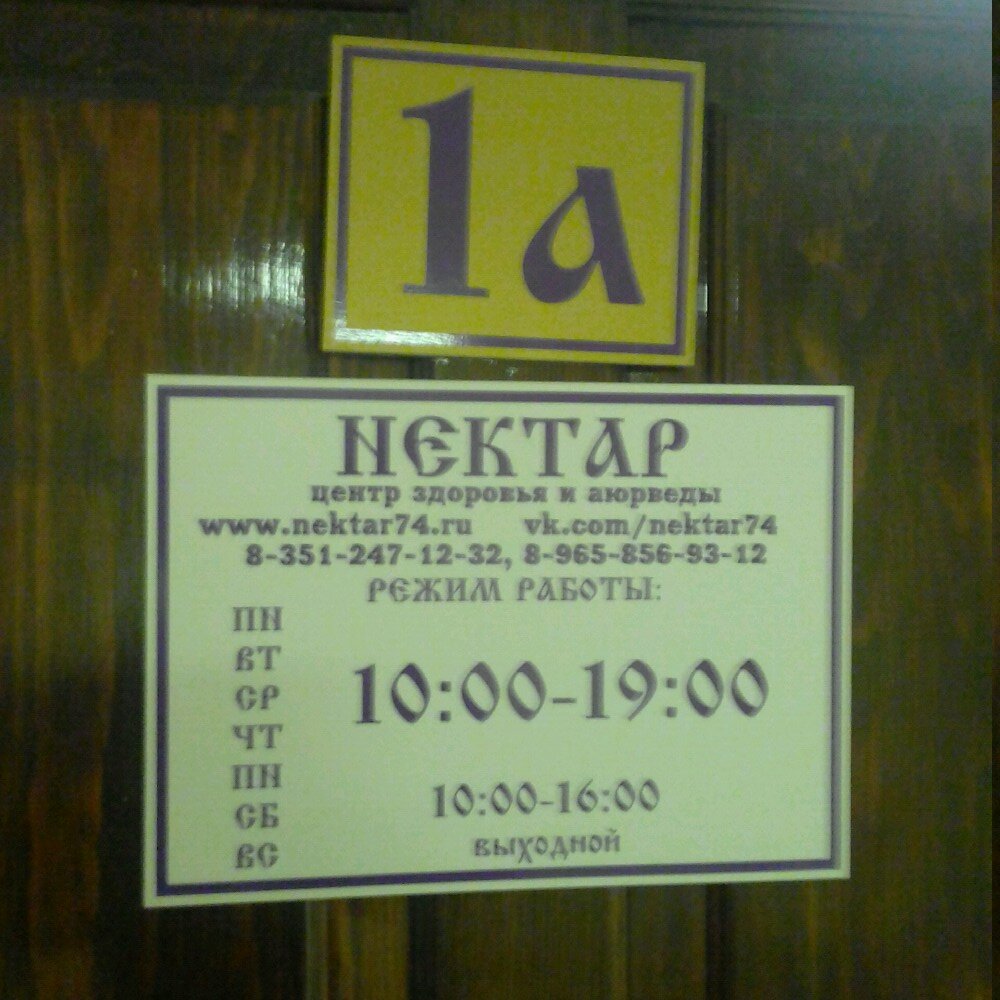 1а
НЕКТАР
центр здоровья и аюрведы
www.nektar74.ru vk.com/nektar74
8-351-247-12-32, 8-965-856-93-12
РЕЖИМ РАБОТЫ:
ПН
ВТ
СР 10:00-19:00
ЧТ
ПН
СБ 10:00-16:00
ВС выходной